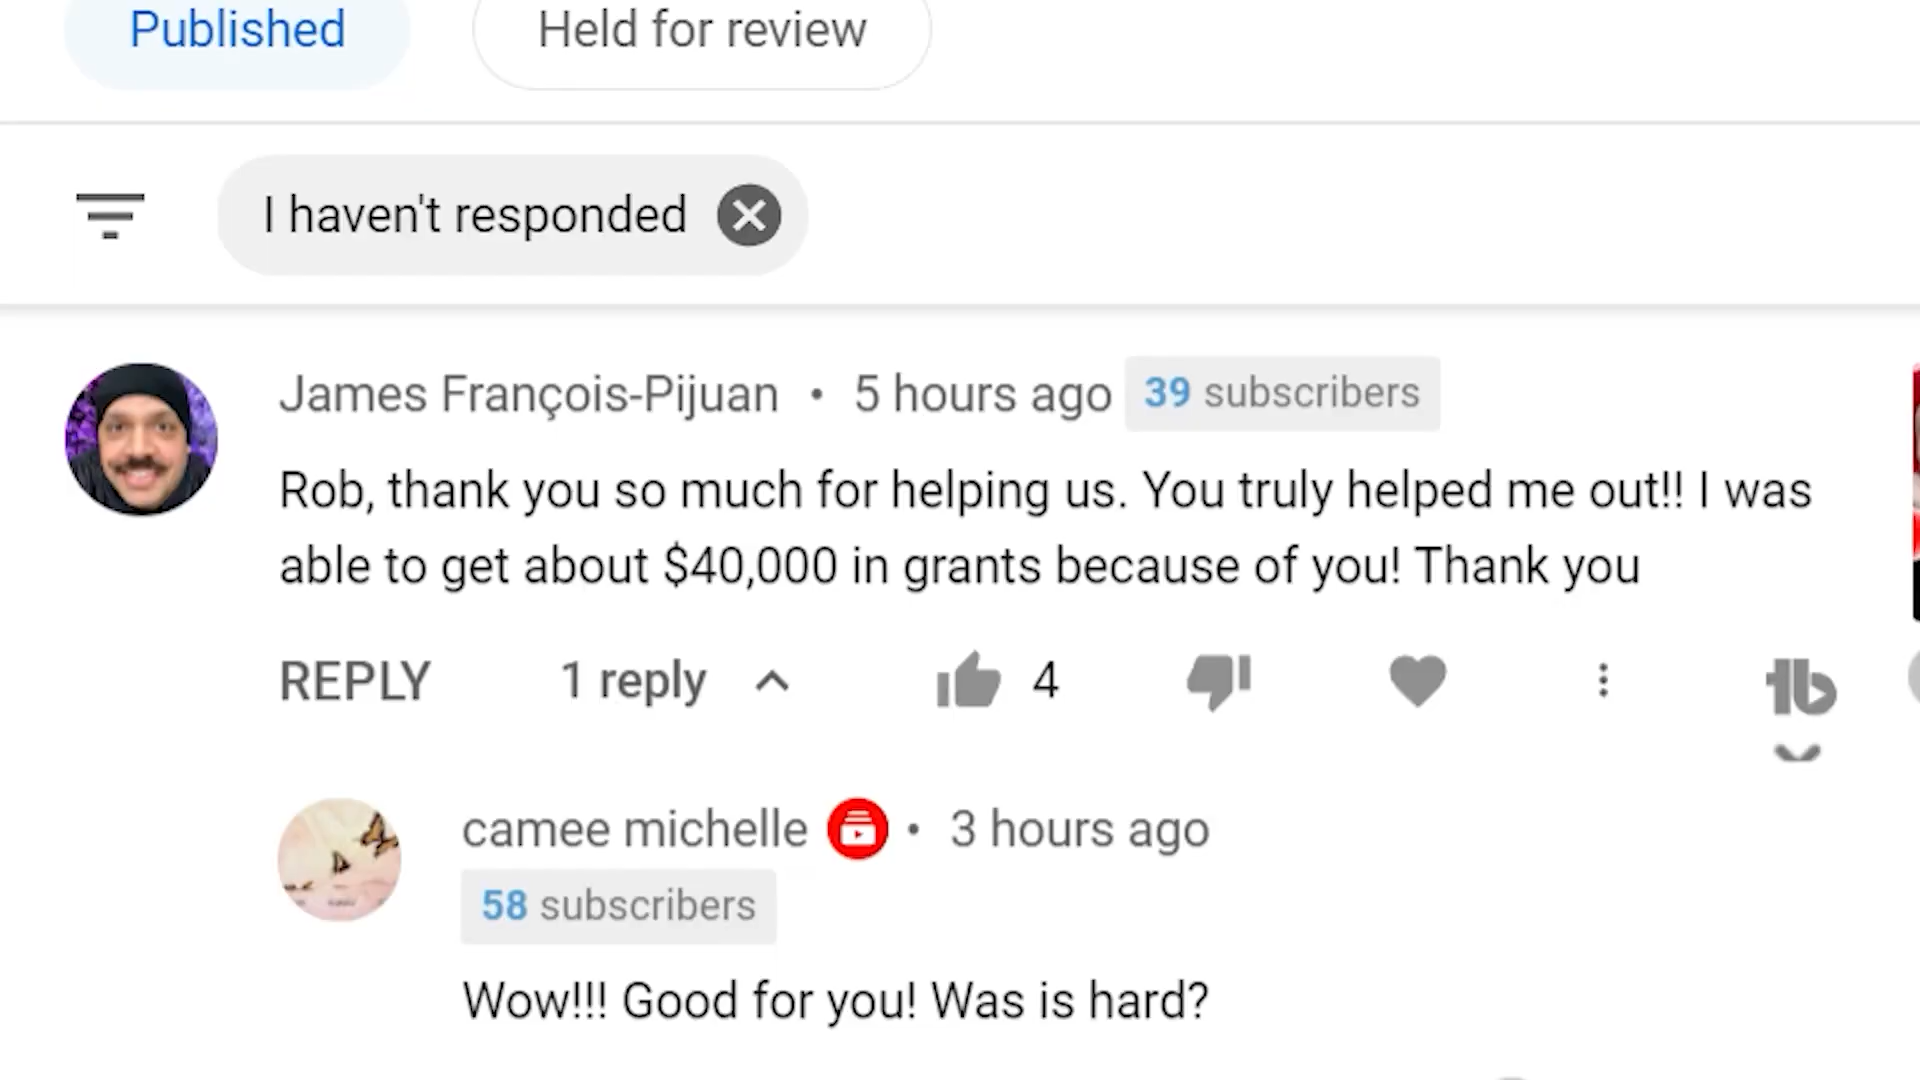 Published
Held for review
I haven't responded
James François-Pijuan • 5 hours ago 39 subscribers
Rob, thank you so much for helping us. You truly helped me out!! I was
able to get about $40,000 in grants because of you! Thank you
REPLY 1 reply 4
camee michelle • 3 hours ago
58 subscribers
Wow!!! Good for you! Was is hard?